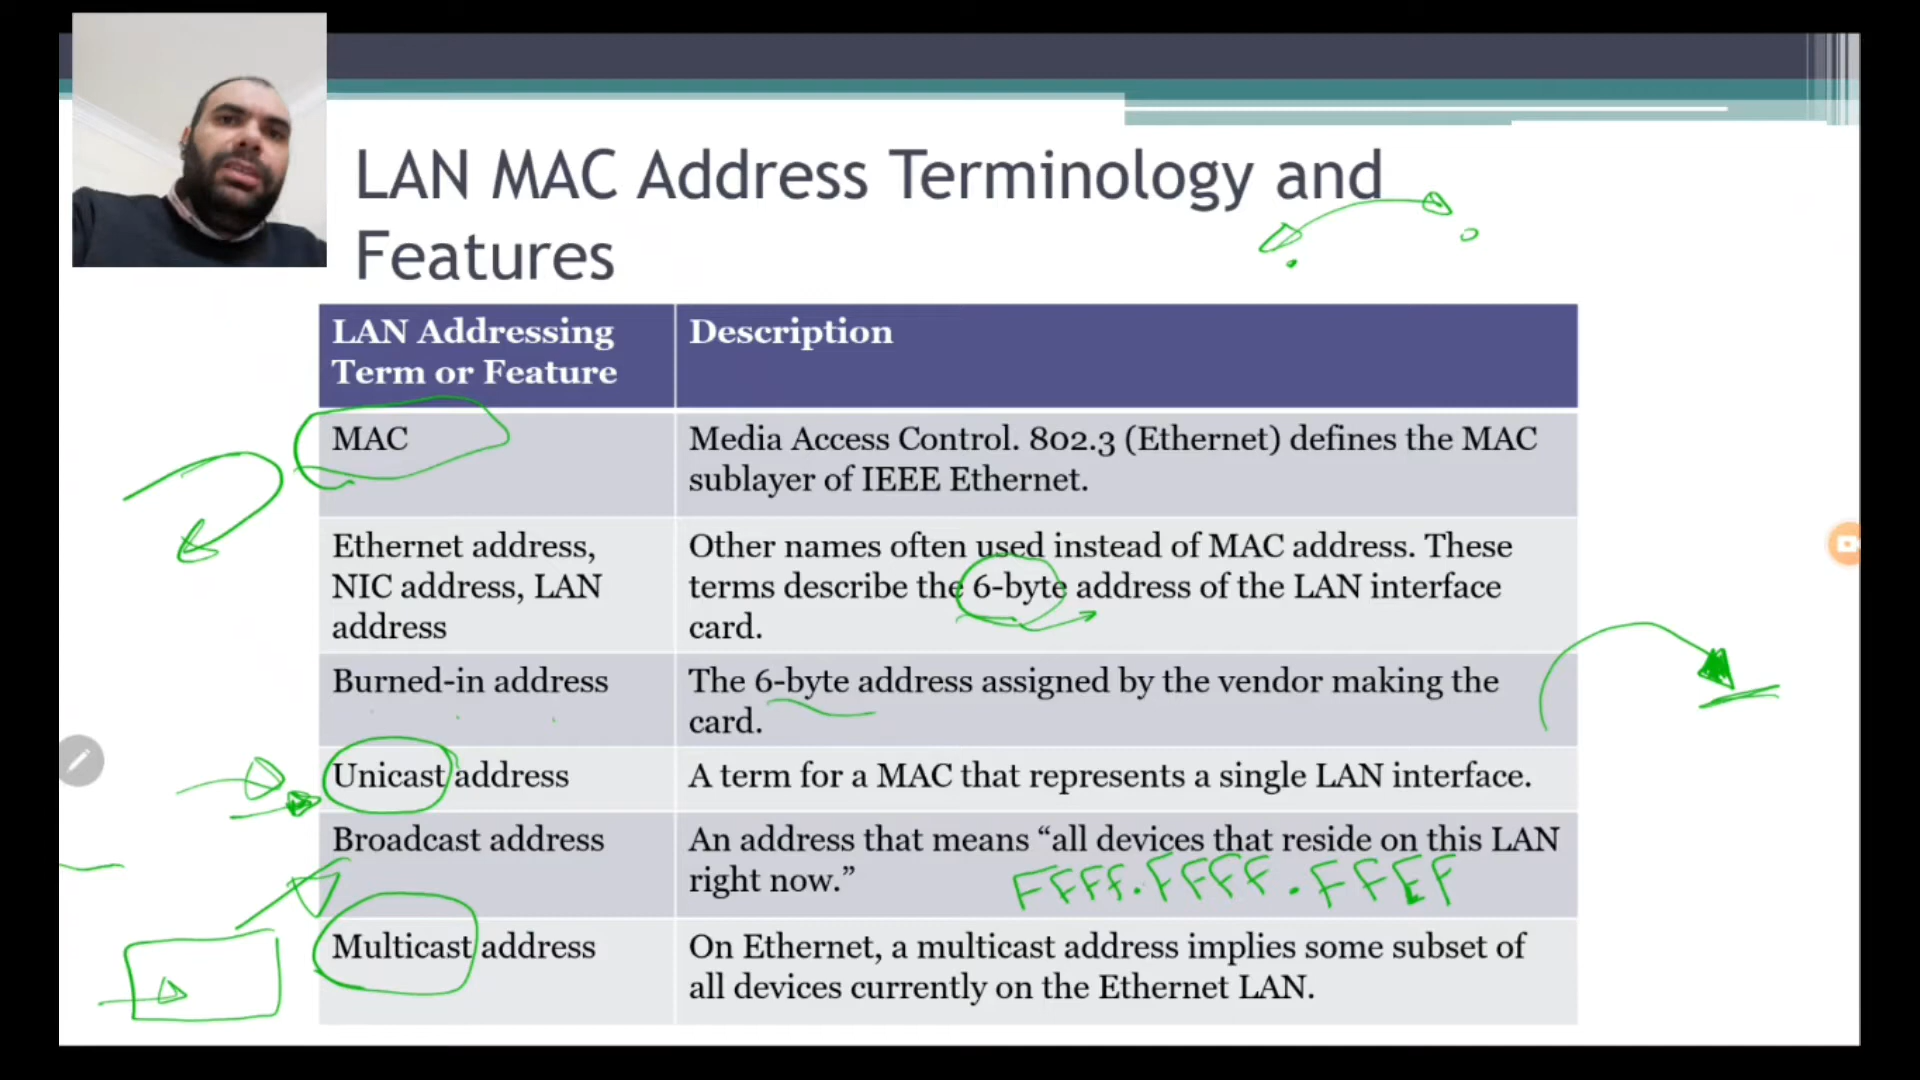 LAN MAC Address Terminology and
Features
LAN Addressing
Term or Feature
Description
MAC
Media Access Control. 802.3 (Ethernet) defines the MAC
sublayer of IEEE Ethernet.
Ethernet address,
NIC address, LAN
address
Other names often used instead of MAC address. These
terms describe the 6-byte address of the LAN interface
card.
Burned-in address
The 6-byte address assigned by the vendor making the
card.
Unicast address
A term for a MAC that represents a single LAN interface.
Broadcast address
An address that means “all devices that reside on this LAN
right now.”
FFFF.FFFF.FFFF
Multicast address
On Ethernet, a multicast address implies some subset of
all devices currently on the Ethernet LAN.